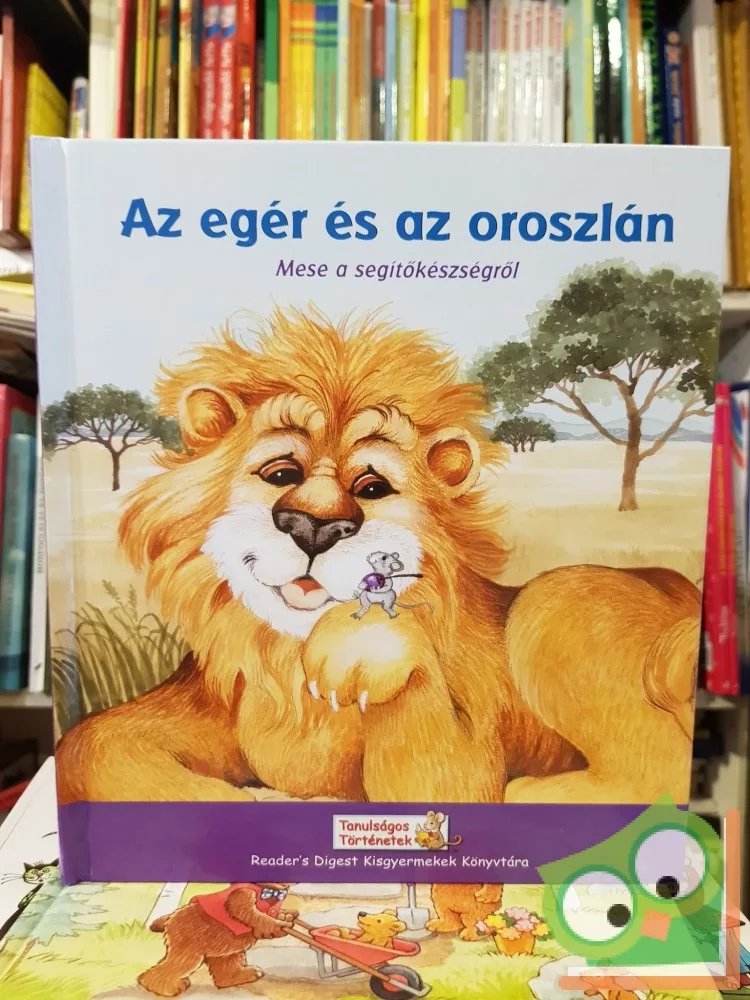 Az egér és az oroszlán
Mese a segítőkészségről
Tanulságos
Történetek
Reader's Digest Kisgyermekek Könyvtára